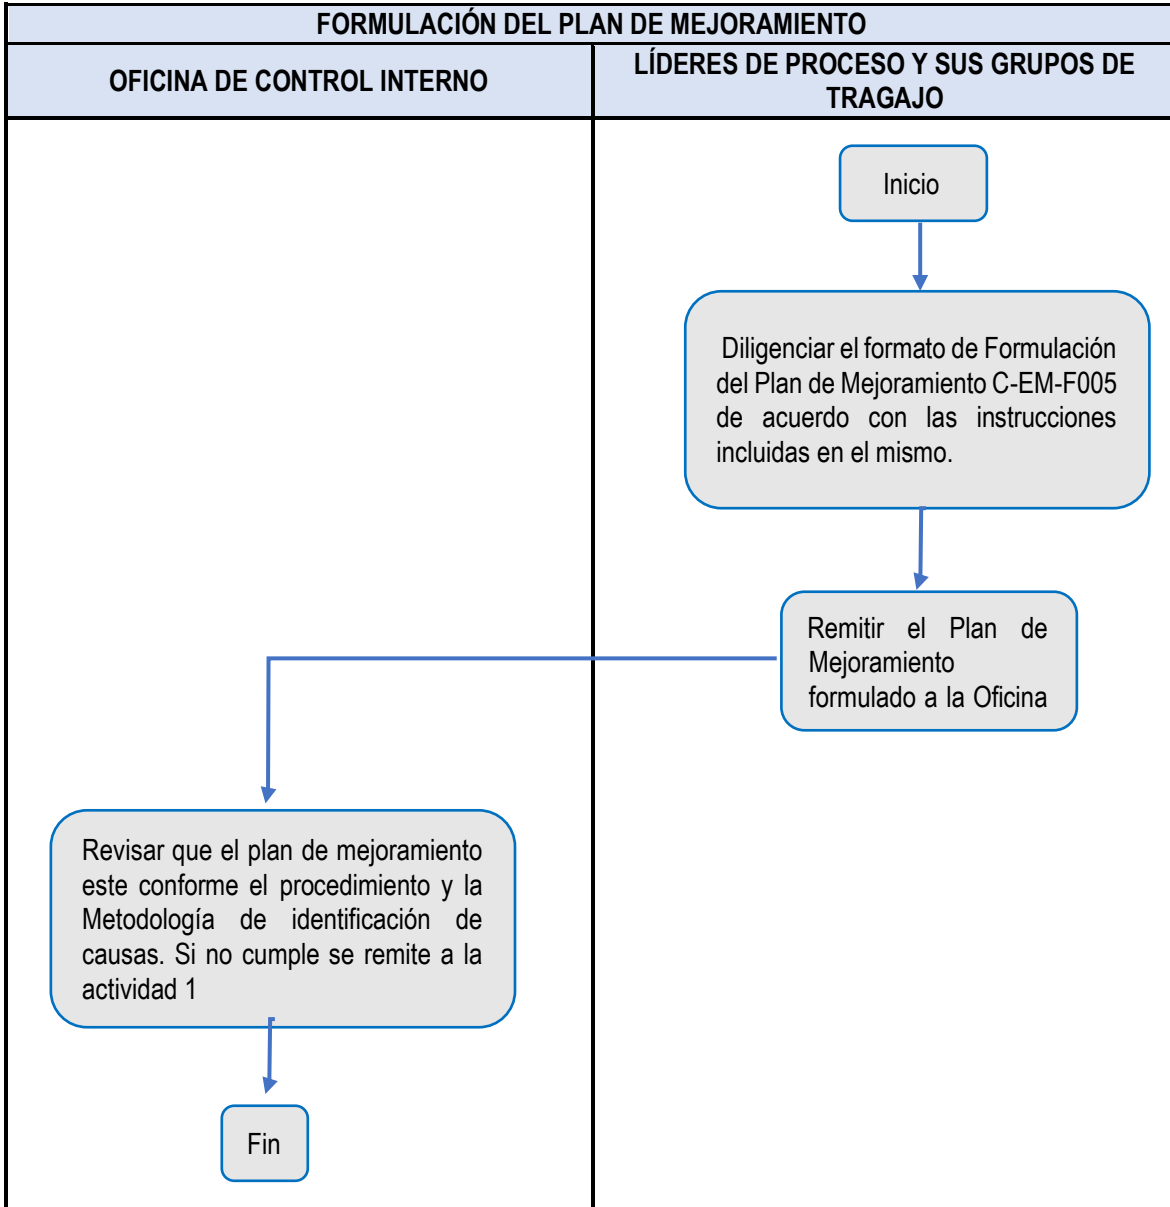 FORMULACIÓN DEL PLAN DE MEJORAMIENTO
OFICINA DE CONTROL INTERNO
LÍDERES DE PROCESO Y SUS GRUPOS DE
TRAGAJO
Inicio
Diligenciar el formato de Formulación
del Plan de Mejoramiento C-EM-F005
de acuerdo con las instrucciones
incluidas en el mismo.
Remitir el Plan de
Mejoramiento
formulado a la Oficina
Revisar que el plan de mejoramiento
este conforme el procedimiento y la
Metodología de identificación de
causas. Si no cumple se remite a la
actividad 1
Fin